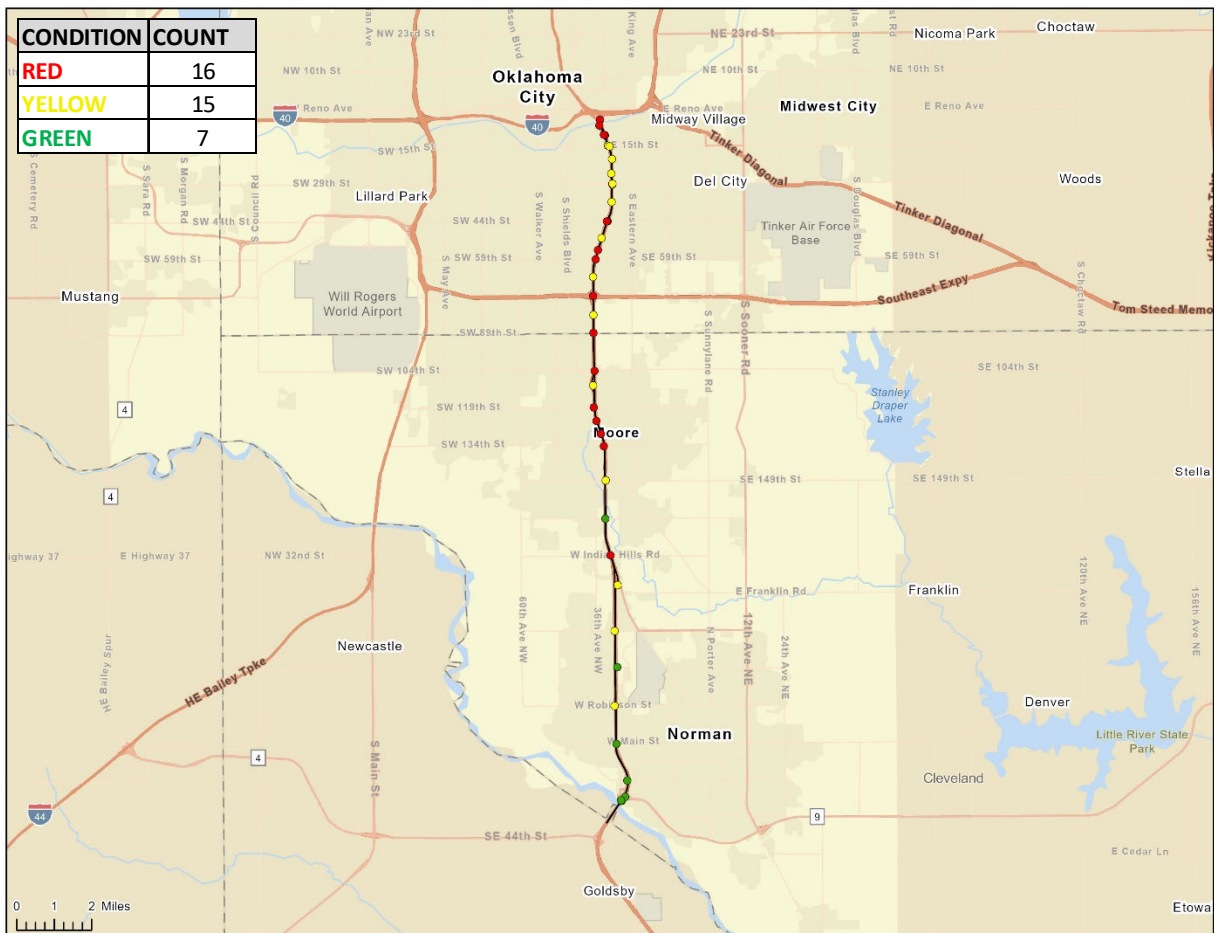 CONDITION COUNT
RED 16
YELLOW 15
GREEN 7
NW 23rd St
King Ave
NE 23rd St
Nicoma Park
Choctaw
NW 10th St
NE 10th St
NE 10th St
Oklahoma
City
W Reno Ave
E Reno Ave
Midwest City
E Reno Ave
40
40
Midway Village
SW 15th St
E 15th St
Tinker Diagonal
S Cemetery Rd
S Sara Rd
S Morgan Rd
S Council Rd
SW 29th St
Del City
Woods
Lillard Park
S Walker Ave
S Shields Blvd
S Eastern Ave
S Douglas Blvd
Tinker Diagonal
SW 44th St
SW 44th St
Tinker Air Force
Base
SW 59th St
S May Ave
SW 59th St
SE 59th St
SE 59th St
S Choctaw Rd
Mustang
Will Rogers
World Airport
Southeast Expy
Tom Steed Memo
SW 89th St
S Sunnylane Rd
S Sooner Rd
SW 104th St
SE 104th St
Stanley
Draper
Lake
4
SW 119th St
Moore
SW 134th St
Stella
SE 149th St
SE 149th St
4
ighway 37
E Highway 37
NW 32nd St
W Indian Hills Rd
120th Ave NE
156th Ave NE
E Franklin Rd
Franklin
60th Ave NW
36th Ave NW
N Porter Ave
12th Ave NE
24th Ave NE
HE Bailey Spur
Newcastle
HE Bailey Tpke
W Robinson St
Denver
W Main St
Norman
Little River State
Park
4
S Main St
Cleveland
44
9
SE 44th St
E Cedar Ln
Goldsby
0 1 2 Miles
Etowa